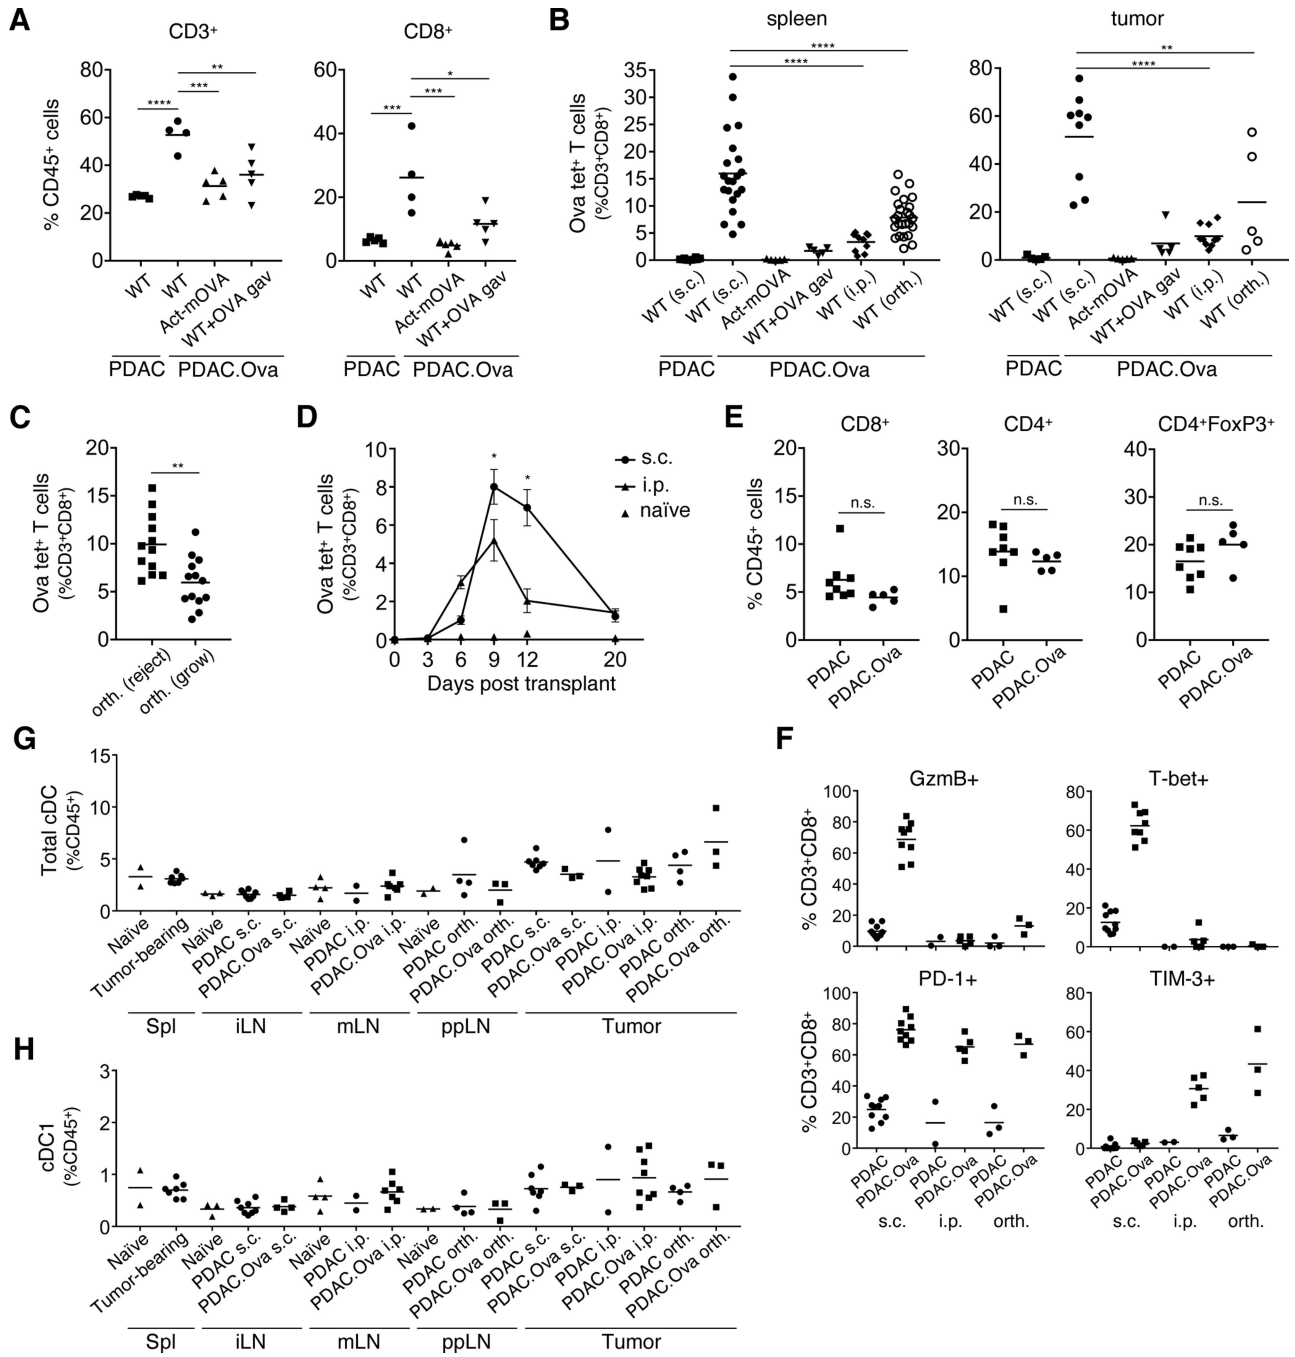 A
CD3+
CD8+
% CD45+ cells
80
60
40
20
0
****
***
**
60
40
20
0
***
***
*
WT
WT
Act-mOVA
WT+OVA gav
PDAC
PDAC.Ova
WT
WT
Act-mOVA
WT+OVA gav
PDAC
PDAC.Ova
B
spleen
tumor
Ova tet+ T cells
(%CD3+CD8+)
35
30
25
20
15
10
5
0
****
****
80
60
40
20
0
**
****
WT (s.c.)
WT (s.c.)
Act-mOVA
WT+OVA gav
WT (i.p.)
WT (orth.)
PDAC
PDAC.Ova
WT (s.c.)
WT (s.c.)
Act-mOVA
WT+OVA gav
WT (i.p.)
WT (orth.)
PDAC
PDAC.Ova
C
Ova tet+ T cells
(%CD3+CD8+)
20
15
10
5
0
**
orth. (reject)
orth. (grow)
D
Ova tet+ T cells
(%CD3+CD8+)
10
8
6
4
2
0
*
*
s.c.
i.p.
naïve
0
3
6
9
12
20
Days post transplant
E
CD8+
CD4+
CD4+FoxP3+
% CD45+ cells
20
15
10
5
0
n.s.
30
20
10
0
n.s.
40
30
20
10
0
n.s.
PDAC
PDAC.Ova
PDAC
PDAC.Ova
PDAC
PDAC.Ova
G
Total cDC
(%CD45+)
15
10
5
0
Naïve
Tumor-bearing
Naïve
PDAC s.c.
PDAC.Ova s.c.
Naïve
PDAC i.p.
PDAC.Ova i.p.
Naïve
PDAC orth.
PDAC.Ova orth.
PDAC s.c.
PDAC.Ova s.c.
PDAC i.p.
PDAC.Ova i.p.
PDAC orth.
PDAC.Ova orth.
Spl
iLN
mLN
ppLN
Tumor
F
GzmB+
T-bet+
% CD3+CD8+
100
80
60
40
20
0
80
60
40
20
0
PD-1+
TIM-3+
% CD3+CD8+
100
80
60
40
20
0
80
60
40
20
0
PDAC
PDAC.Ova
PDAC
PDAC.Ova
PDAC
PDAC.Ova
s.c.
i.p.
orth.
PDAC
PDAC.Ova
PDAC
PDAC.Ova
PDAC
PDAC.Ova
s.c.
i.p.
orth.
H
cDC1
(%CD45+)
3
2
1
0
Naïve
Tumor-bearing
Naïve
PDAC s.c.
PDAC.Ova s.c.
Naïve
PDAC i.p.
PDAC.Ova i.p.
Naïve
PDAC orth.
PDAC.Ova orth.
PDAC s.c.
PDAC.Ova s.c.
PDAC i.p.
PDAC.Ova i.p.
PDAC orth.
PDAC.Ova orth.
Spl
iLN
mLN
ppLN
Tumor